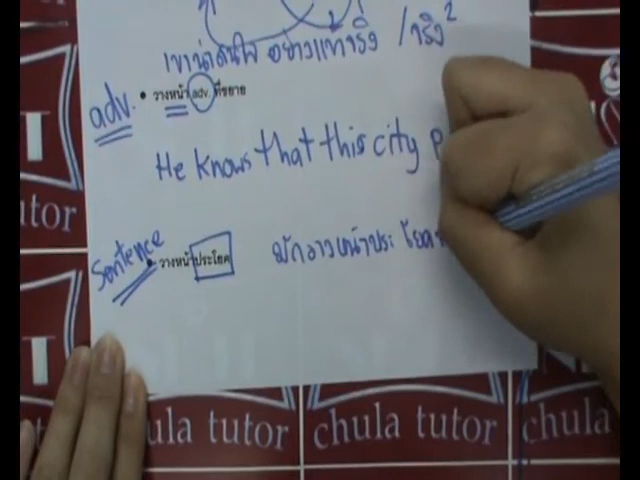 เขาน่าสนใจ อย่างแท้จริง / จริง²
adv. • วางหน้า adv. ที่ขยาย
He knows that this city
Sentence • วางหน้าประโยค มักวางหน้าประโยค
tutor
chula tutor chula tutor chula tutor